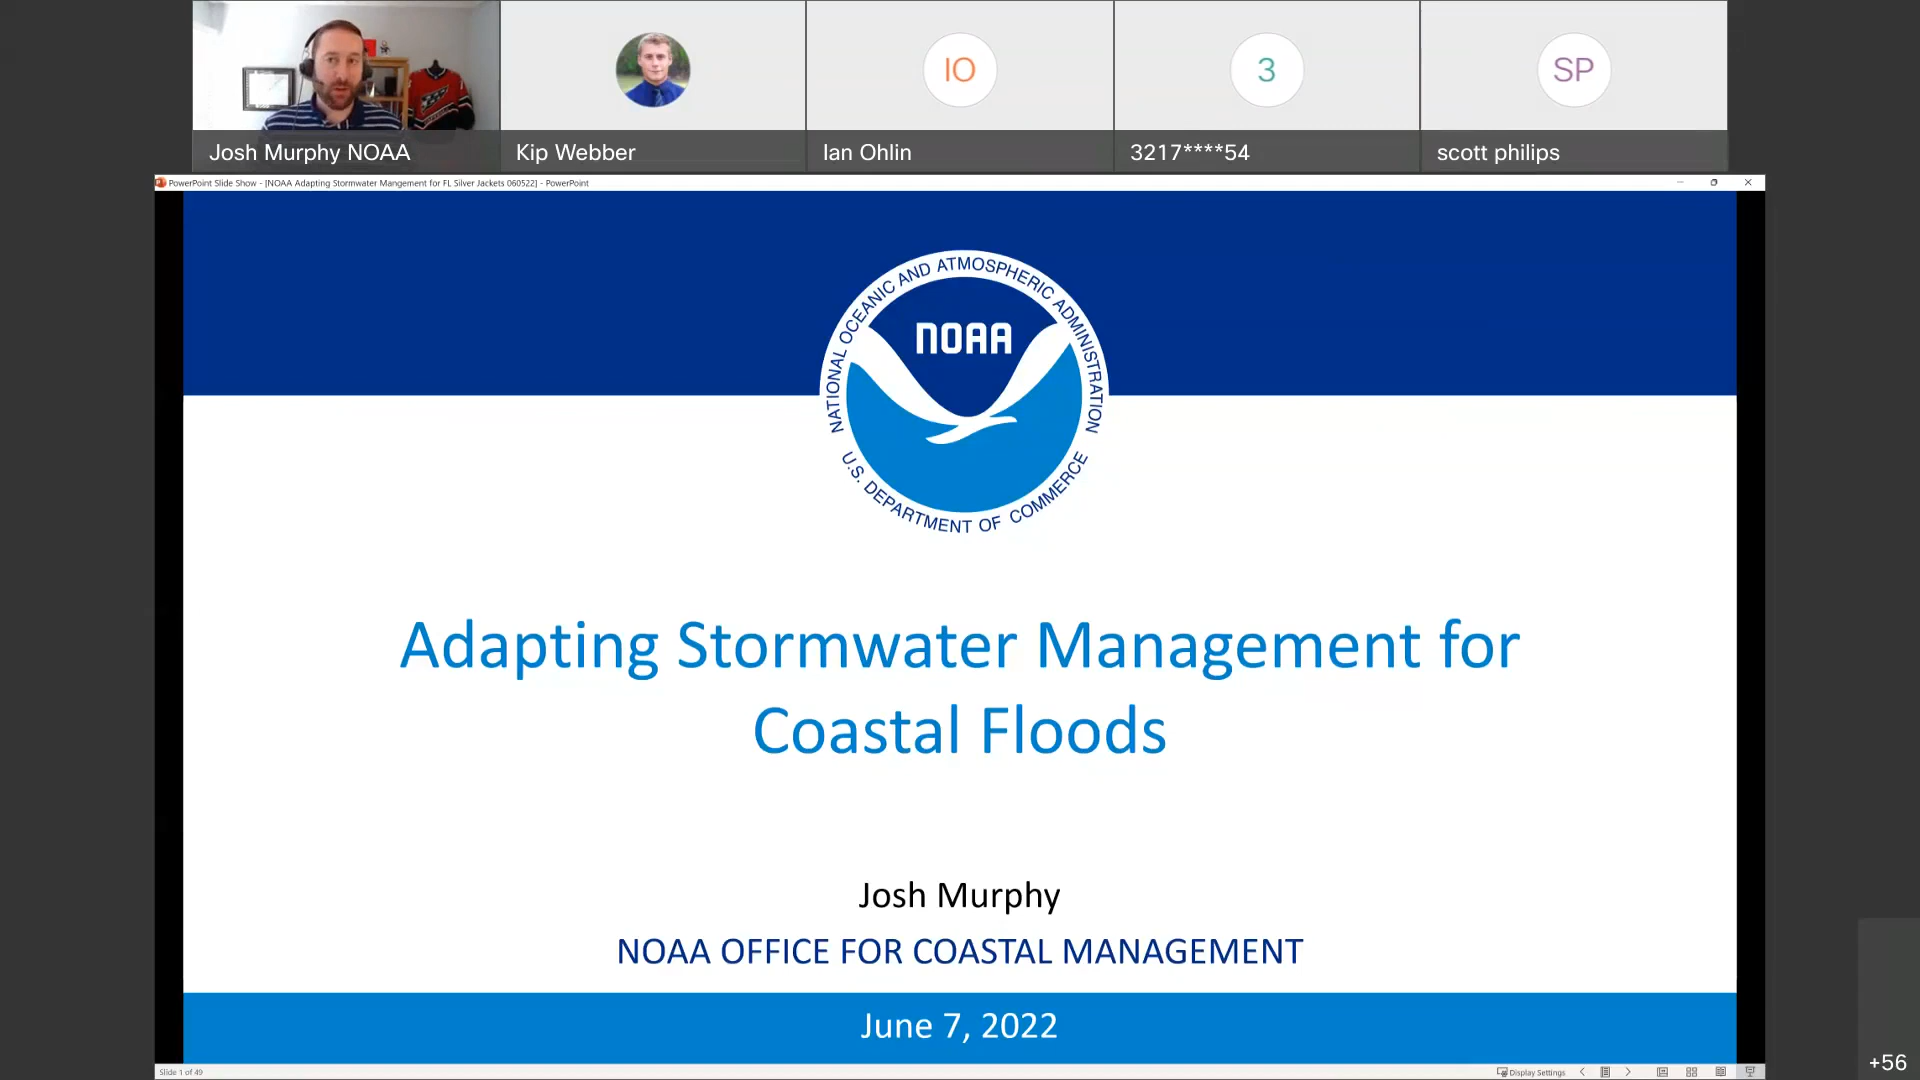 IO
3
SP
Josh Murphy NOAA
Kip Webber
Ian Ohlin
3217****54
scott philips
PowerPoint Slide Show - [NOAA Adapting Stormwater Mangement for FL Silver Jackets 060522] - PowerPoint
NATIONAL OCEANIC AND ATMOSPHERIC ADMINISTRATION
NOAA
U.S. DEPARTMENT OF COMMERCE
Adapting Stormwater Management for
Coastal Floods
Josh Murphy
NOAA OFFICE FOR COASTAL MANAGEMENT
June 7, 2022
Slide 1 of 49
Display Settings
+56